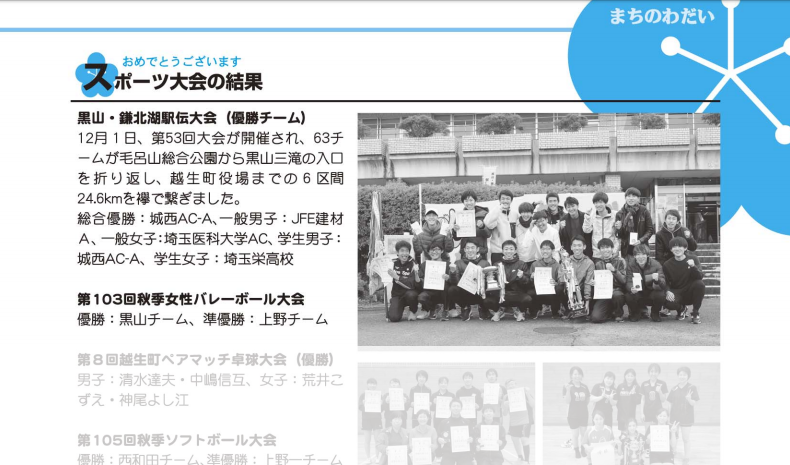 まちのわだい
おめでとうございます
スポーツ大会の結果
黒山・鎌北湖駅伝大会（優勝チーム）
12月１日、第53回大会が開催され、63チ
ームが毛呂山総合公園から黒山三滝の入口
を折り返し、越生町役場までの６区間
24.6kmを襷で繋ぎました。
総合優勝：城西AC-A、一般男子：JFE建材
Ａ、一般女子：埼玉医科大学AC、学生男子：
城西AC-A、学生女子：埼玉栄高校
第103回秋季女性バレーボール大会
優勝：黒山チーム、準優勝：上野チーム
第８回越生町ペアマッチ卓球大会（優勝）
男子：清水達夫・中嶋信互、女子：荒井こ
ずえ・神尾よし江
第105回秋季ソフトボール大会
優勝：西和田チーム、準優勝：上野一チーム